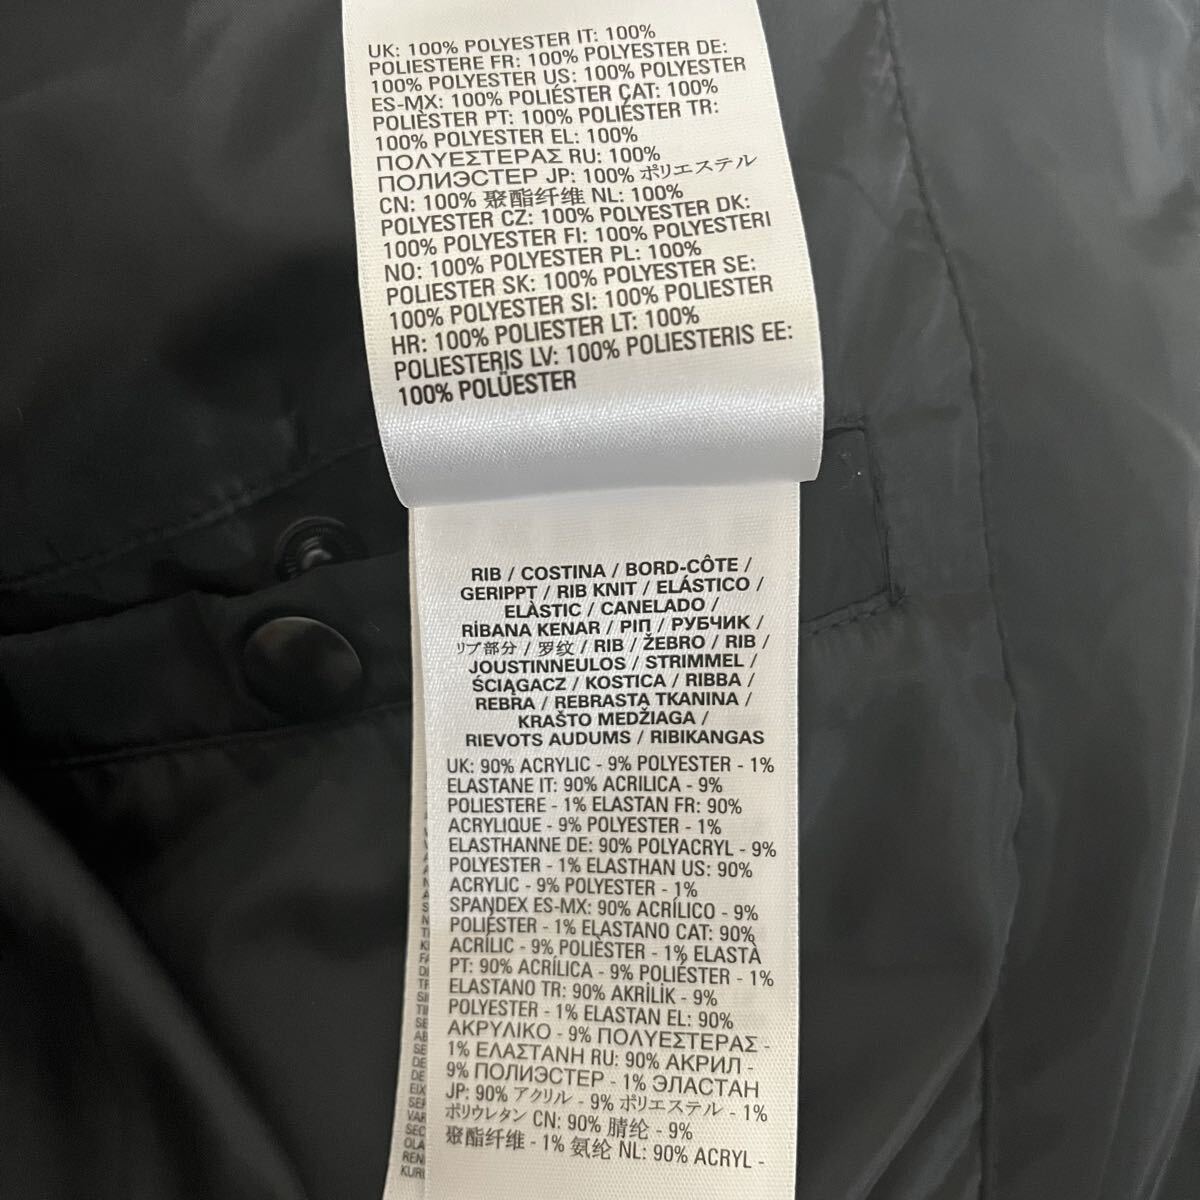 UK: 100% POLYESTER IT: 100%
POLIESTERE FR: 100% POLYESTER DE:
100% POLYESTER US: 100% POLYESTER
ES-MX: 100% POLIÉSTER CAT: 100%
POLIÈSTER PT: 100% POLIÉSTER TR:
100% POLYESTER EL: 100%
ΠΟΛΥΕΣΤΕΡΑΣ RU: 100%
ПОЛИЭСТЕР JP: 100% ポリエステル
CN: 100% 聚酯纤维 NL: 100%
POLYESTER CZ: 100% POLYESTER DK:
100% POLYESTER FI: 100% POLYESTERI
NO: 100% POLYESTER PL: 100%
POLIESTER SK: 100% POLYESTER SE:
100% POLYESTER SI: 100% POLIESTER
HR: 100% POLIESTER LT: 100%
POLIESTERIS LV: 100% POLIESTERIS EE:
100% POLÜESTER
RIB / COSTINA / BORD-CÔTE /
GERIPPT / RIB KNIT / ELÁSTICO /
ELÀSTIC / CANELADO /
RİBANA KENAR / ΡΙΠ / РУБЧИК /
リブ部分 / 罗纹 / RIB / ŽEBRO / RIB /
JOUSTINNEULOS / STRIMMEL /
ŚCIĄGACZ / KOSTICA / RIBBA /
REBRA / REBRASTA TKANINA /
KRAŠTO MEDŽIAGA /
RIEVOTS AUDUMS / RIBIKANGAS
UK: 90% ACRYLIC - 9% POLYESTER - 1%
ELASTANE IT: 90% ACRILICA - 9%
POLIESTERE - 1% ELASTAN FR: 90%
ACRYLIQUE - 9% POLYESTER - 1%
ELASTHANNE DE: 90% POLYACRYL - 9%
POLYESTER - 1% ELASTHAN US: 90%
ACRYLIC - 9% POLYESTER - 1%
SPANDEX ES-MX: 90% ACRÍLICO - 9%
POLIÉSTER - 1% ELASTANO CAT: 90%
ACRÍLIC - 9% POLIÈSTER - 1% ELASTÀ
PT: 90% ACRÍLICA - 9% POLIÉSTER - 1%
ELASTANO TR: 90% AKRİLİK - 9%
POLYESTER - 1% ELASTAN EL: 90%
ΑΚΡΥΛΙΚΟ - 9% ΠΟΛΥΕΣΤΕΡΑΣ -
1% ΕΛΑΣΤΑΝΗ RU: 90% АКРИЛ -
9% ПОЛИЭСТЕР - 1% ЭЛАСТАН
JP: 90% アクリル - 9% ポリエステル - 1%
ポリウレタン CN: 90% 腈纶 - 9%
聚酯纤维 - 1% 氨纶 NL: 90% ACRYL -